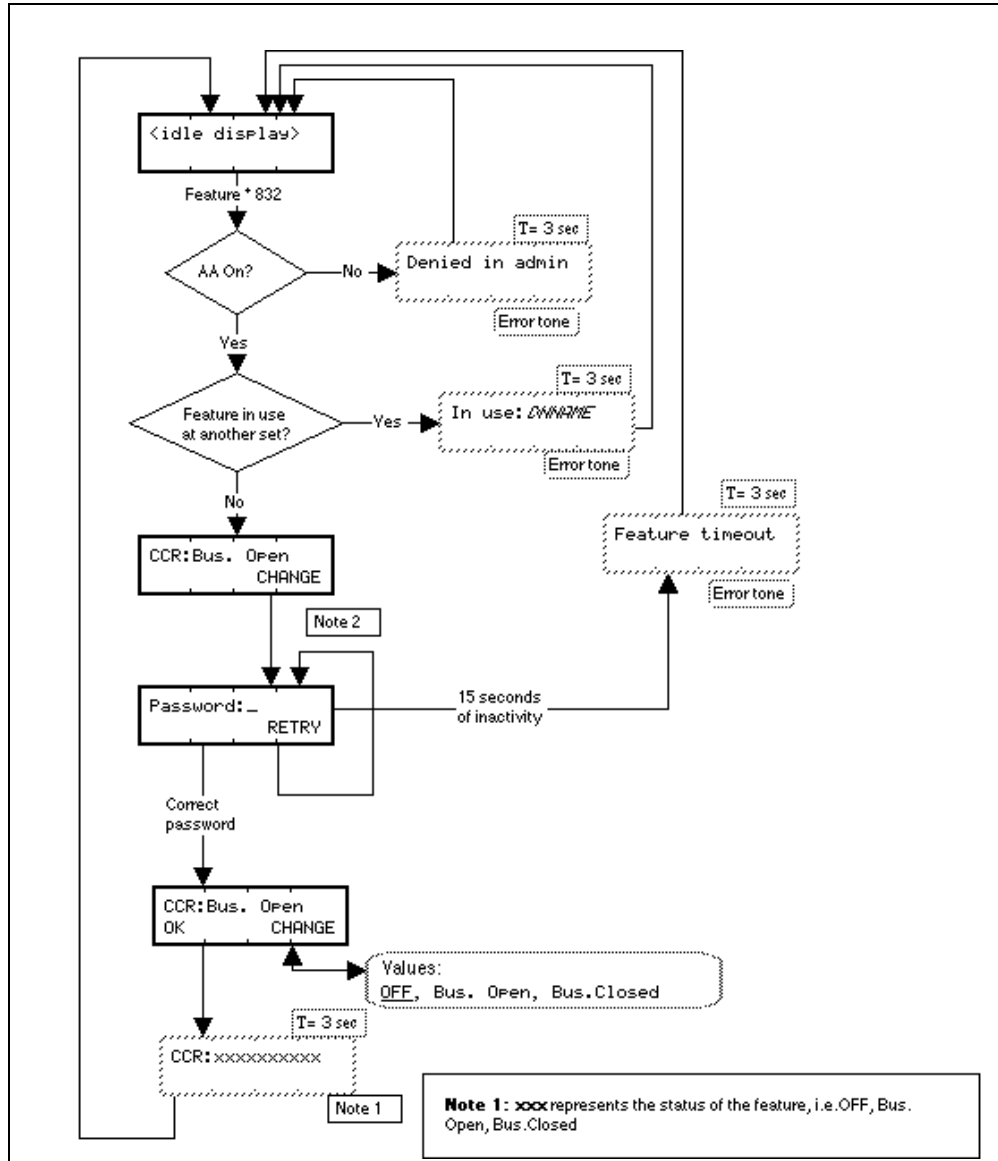 <idle display>
Feature * 832
AA On?
No
T= 3 sec
Denied in admin
Error tone
Yes
Feature in use
at another set?
Yes
T= 3 sec
In use: DNNAME
Error tone
No
T= 3 sec
Feature timeout
Error tone
CCR:Bus. Open
CHANGE
Note 2
Password:_
RETRY
15 seconds
of inactivity
Correct
password
CCR:Bus. Open
OK CHANGE
Values:
OFF, Bus. Open, Bus.Closed
T= 3 sec
CCR:xxxxxxxxxx
Note 1
Note 1: xxx represents the status of the feature, i.e.OFF, Bus.
Open, Bus.Closed